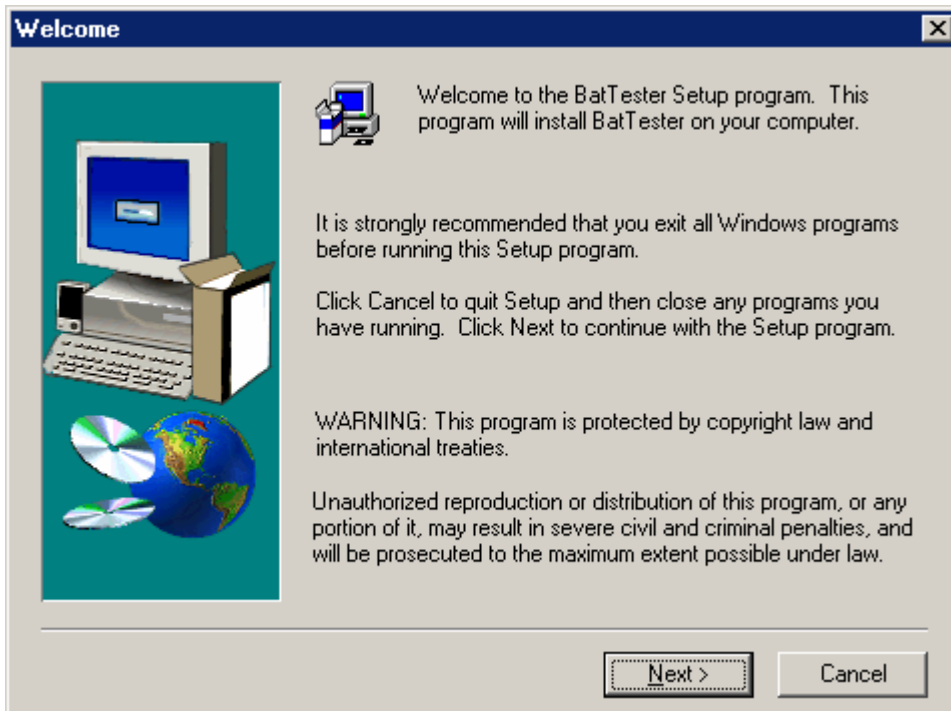 Welcome
Welcome to the BatTester Setup program. This
program will install BatTester on your computer.
It is strongly recommended that you exit all Windows programs
before running this Setup program.
Click Cancel to quit Setup and then close any programs you
have running. Click Next to continue with the Setup program.
WARNING: This program is protected by copyright law and
international treaties.
Unauthorized reproduction or distribution of this program, or any
portion of it, may result in severe civil and criminal penalties, and
will be prosecuted to the maximum extent possible under law.
Next >
Cancel